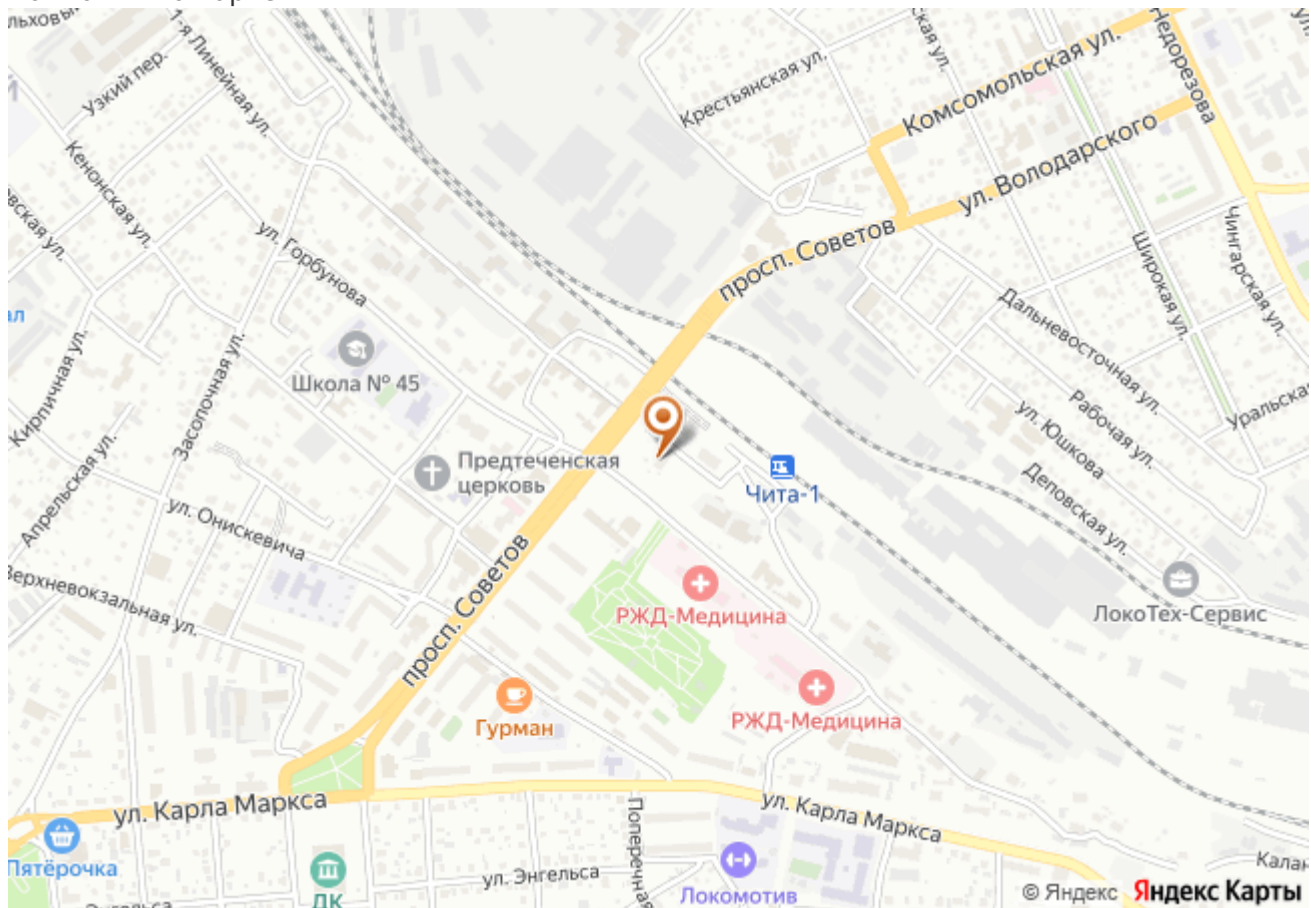 1-я Линейная ул.
Узкий пер.
Кенонская ул.
ул. Горбунова
Крестьянская ул.
Комсомольская ул.
Недорезова
ул. Володарского
просп. Советов
Широкая ул.
Чингарская ул.
Дальневосточная ул.
Рабочая ул.
Уральская
ул. Юшкова
Деповская ул.
Кирпичная ул.
Засопочная ул.
Школа № 45
Апрельская ул.
Предтеченская
церковь
Чита-1
ул. Онискевича
просп. Советов
РЖД-Медицина
ЛокоТех-Сервис
Гурман
РЖД-Медицина
ул. Карла Маркса
ул. Карла Маркса
Поперечная
Пятёрочка
ДК
ул. Энгельса
Локомотив
© Яндекс Яндекс Карты